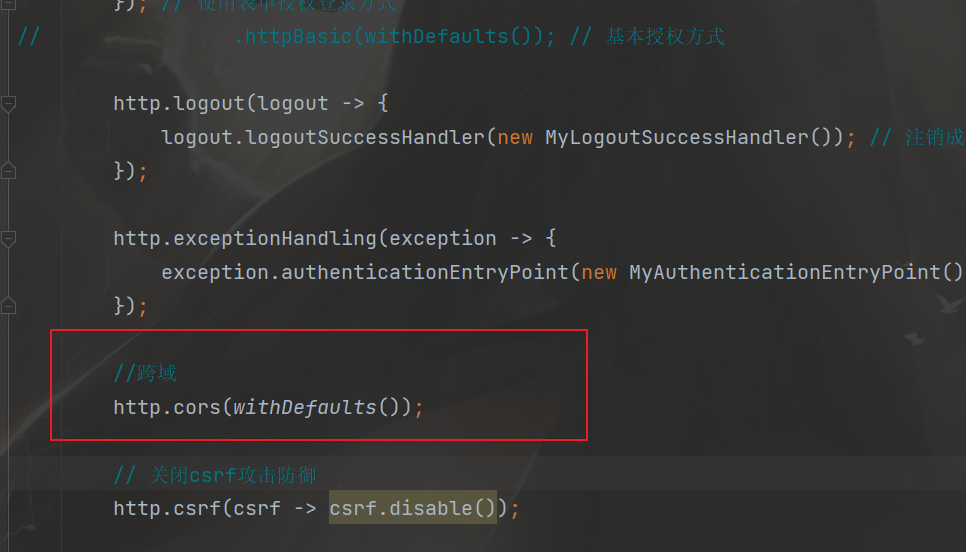 }); // 使用表单授权登录方式
// .httpBasic(withDefaults()); // 基本授权方式
http.logout(logout -> {
logout.logoutSuccessHandler(new MyLogoutSuccessHandler()); // 注销成
});
http.exceptionHandling(exception -> {
exception.authenticationEntryPoint(new MyAuthenticationEntryPoint()
});
//跨域
http.cors(withDefaults());
// 关闭csrf攻击防御
http.csrf(csrf -> csrf.disable());